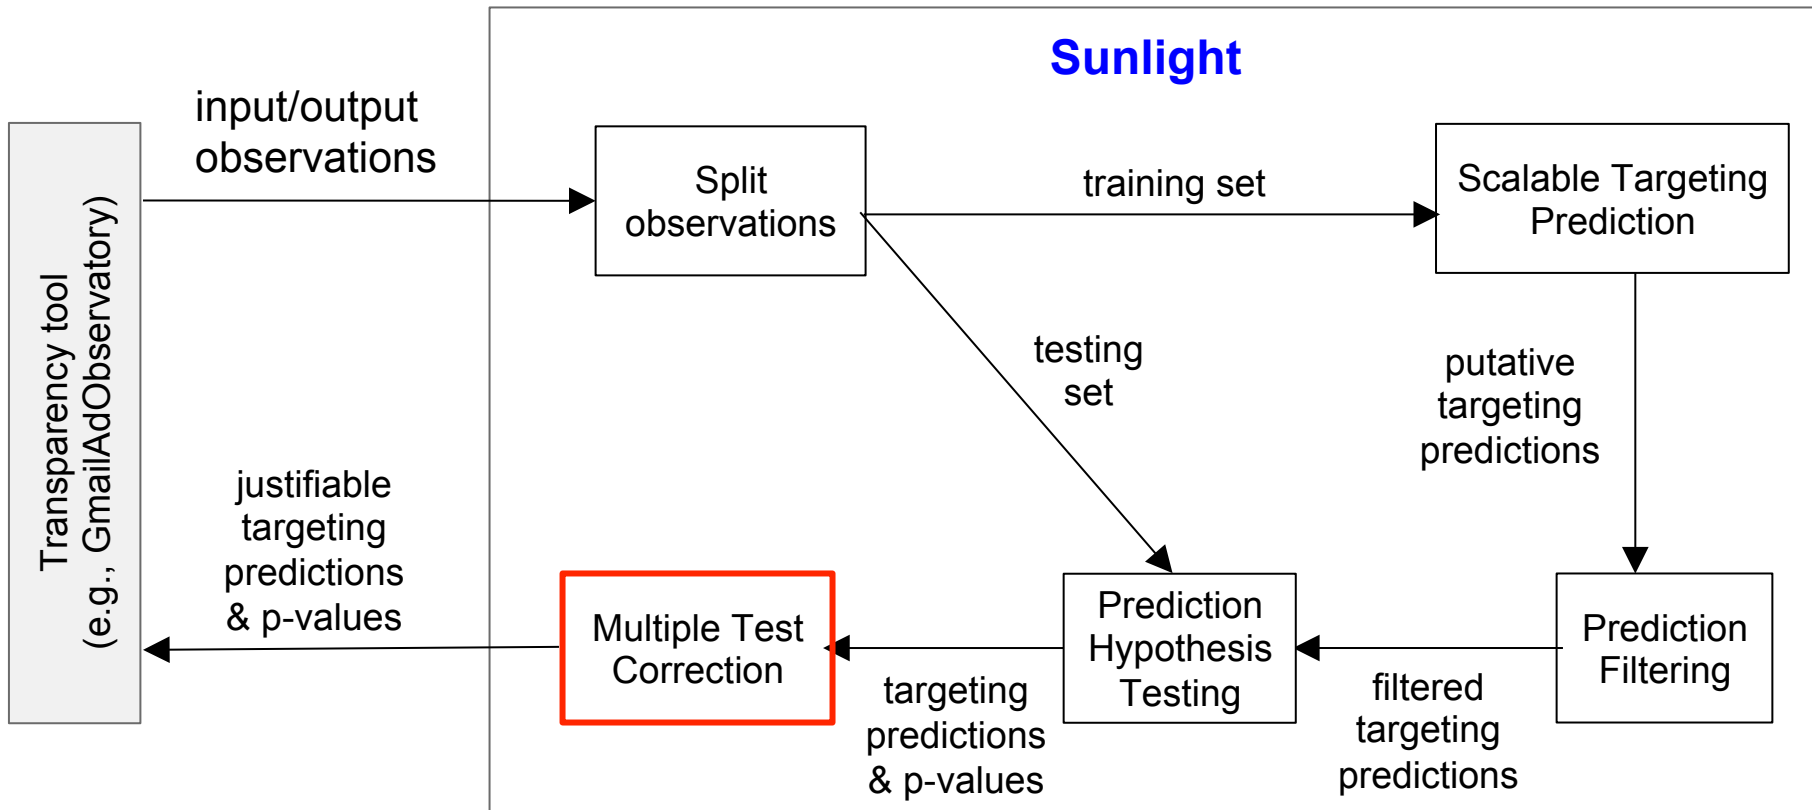 Sunlight
input/output
observations
Transparency tool
(e.g., GmailAdObservatory)
Split
observations
training set
Scalable Targeting
Prediction
testing
set
putative
targeting
predictions
justifiable
targeting
predictions
& p-values
Multiple Test
Correction
targeting
predictions
& p-values
Prediction
Hypothesis
Testing
filtered
targeting
predictions
Prediction
Filtering